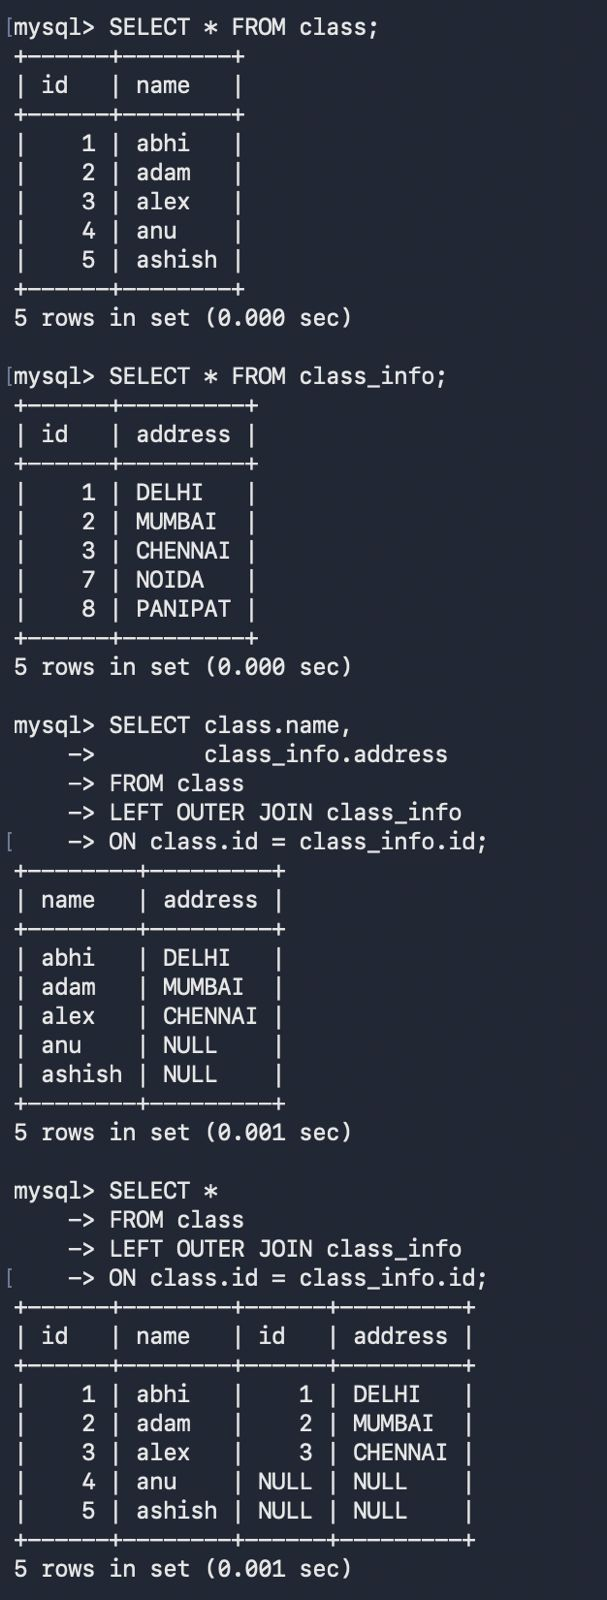 [mysql> SELECT * FROM class;
+------+--------+
| id   | name   |
+------+--------+
|    1 | abhi   |
|    2 | adam   |
|    3 | alex   |
|    4 | anu    |
|    5 | ashish |
+------+--------+
5 rows in set (0.000 sec)

[mysql> SELECT * FROM class_info;
+------+---------+
| id   | address |
+------+---------+
|    1 | DELHI   |
|    2 | MUMBAI  |
|    3 | CHENNAI |
|    7 | NOIDA   |
|    8 | PANIPAT |
+------+---------+
5 rows in set (0.000 sec)

mysql> SELECT class.name,
    ->        class_info.address
    -> FROM class
    -> LEFT OUTER JOIN class_info
[    -> ON class.id = class_info.id;
+--------+---------+
| name   | address |
+--------+---------+
| abhi   | DELHI   |
| adam   | MUMBAI  |
| alex   | CHENNAI |
| anu    | NULL    |
| ashish | NULL    |
+--------+---------+
5 rows in set (0.001 sec)

mysql> SELECT *
    -> FROM class
    -> LEFT OUTER JOIN class_info
[    -> ON class.id = class_info.id;
+------+--------+------+---------+
| id   | name   | id   | address |
+------+--------+------+---------+
|    1 | abhi   |    1 | DELHI   |
|    2 | adam   |    2 | MUMBAI  |
|    3 | alex   |    3 | CHENNAI |
|    4 | anu    | NULL | NULL    |
|    5 | ashish | NULL | NULL    |
+------+--------+------+---------+
5 rows in set (0.001 sec)